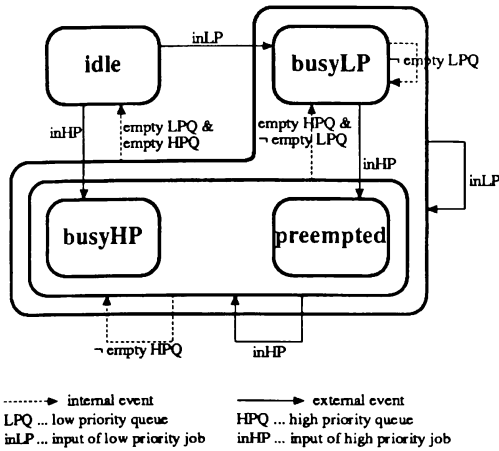 inLP
idle
busyLP
¬ empty LPQ
inHP
empty LPQ &
empty HPQ
empty HPQ &
¬ empty LPQ
inHP
inLP
busyHP
preempted
¬ empty HPQ
inHP
internal event
external event
LPQ ... low priority queue
HPQ ... high priority queue
inLP ... input of low priority job
inHP ... input of high priority job